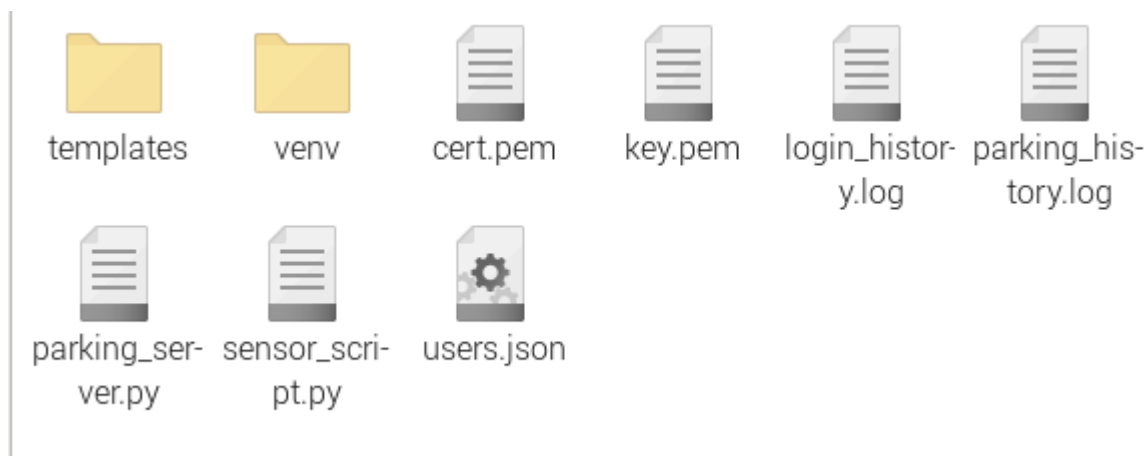 templates venv cert.pem key.pem login_histor- parking_his-
y.log tory.log
parking_ser- sensor_scri- users.json
ver.py pt.py